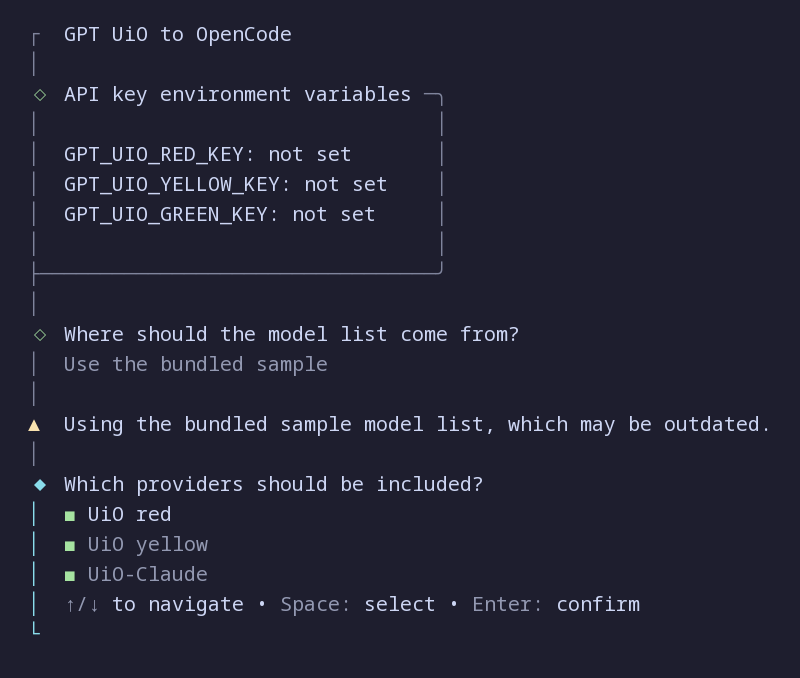 GPT UiO to OpenCode
API key environment variables
GPT_UIO_RED_KEY: not set
GPT_UIO_YELLOW_KEY: not set
GPT_UIO_GREEN_KEY: not set
Where should the model list come from?
Use the bundled sample
Using the bundled sample model list, which may be outdated.
Which providers should be included?
UiO red
UiO yellow
UiO-Claude
↑/↓ to navigate • Space: select • Enter: confirm